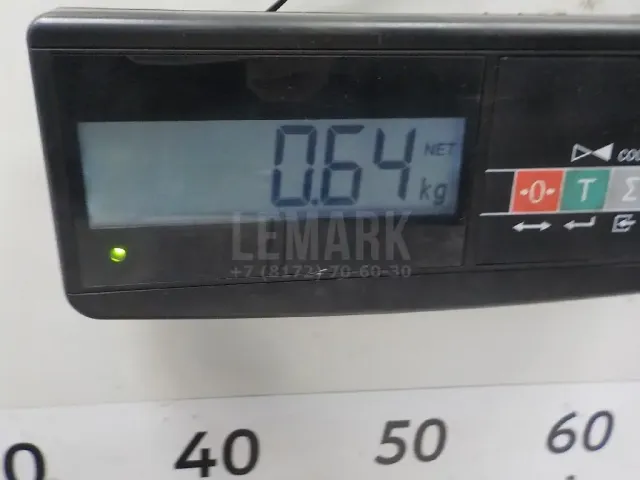 0.64 NET kg
-0- T Σ
LEMARK
+7 (8172) 70-60-30
40 50 60